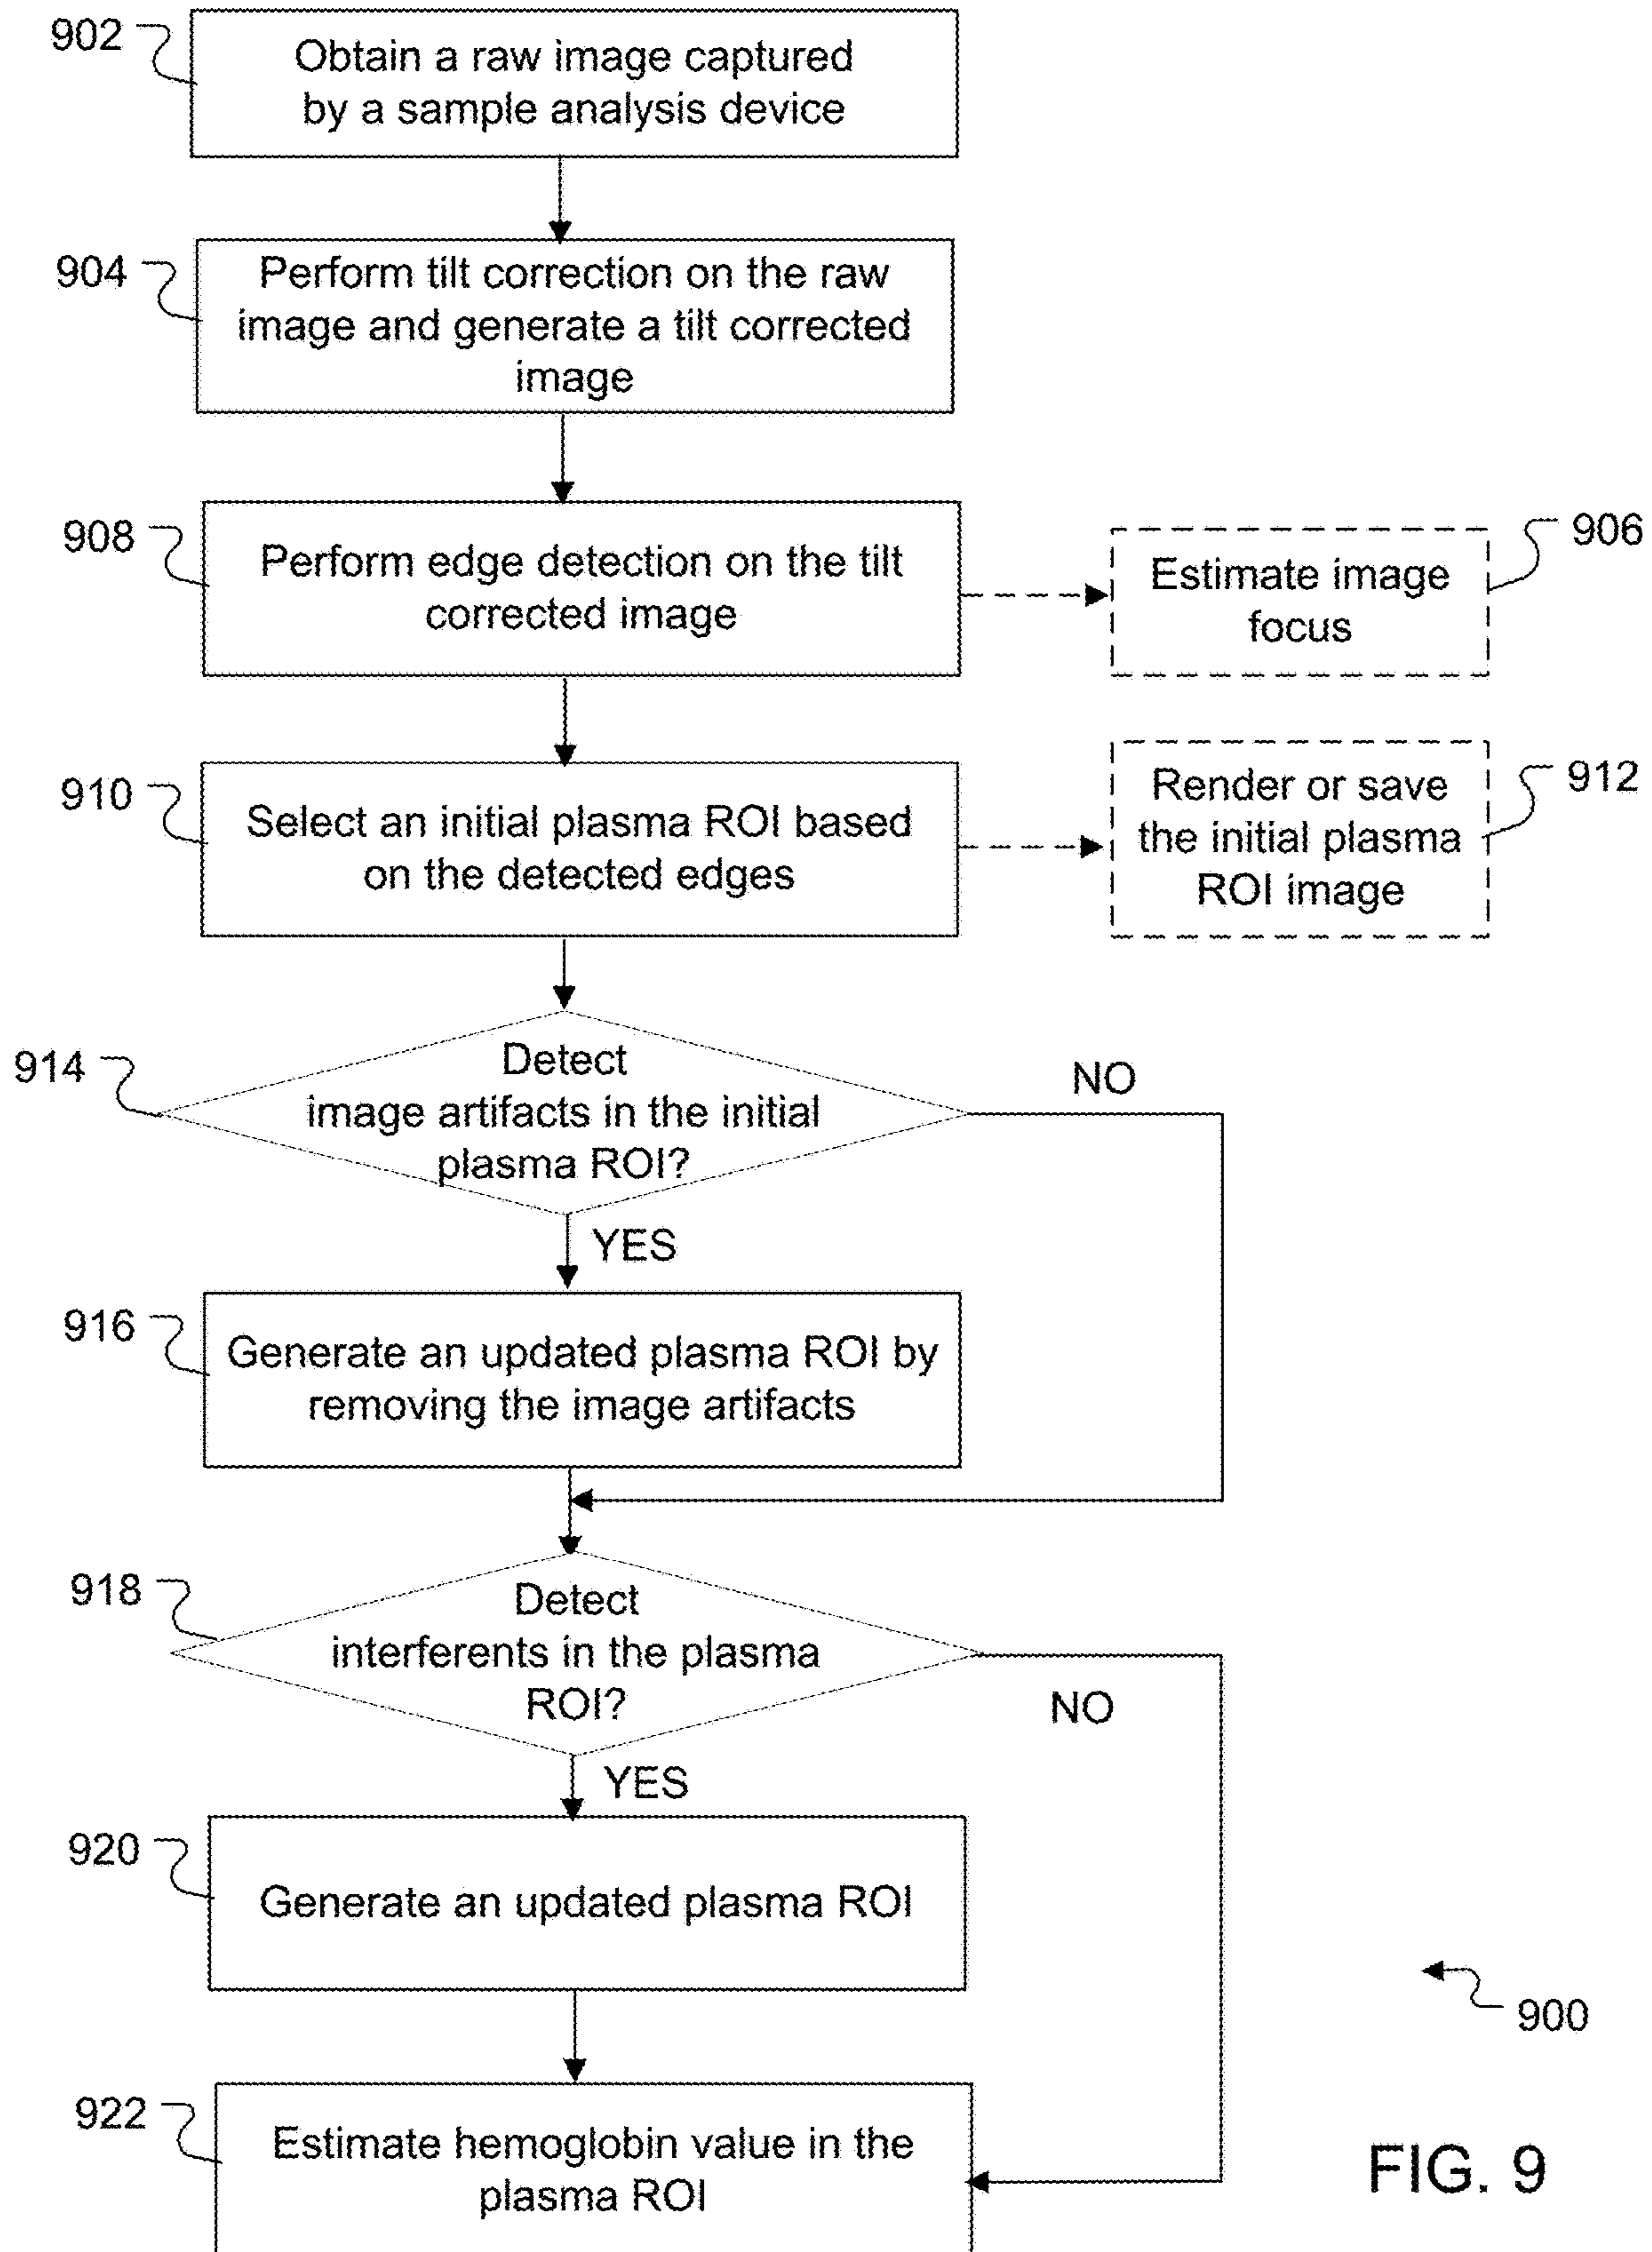 902
Obtain a raw image captured
by a sample analysis device
904
Perform tilt correction on the raw
image and generate a tilt corrected
image
908
Perform edge detection on the tilt
corrected image
906
Estimate image
focus
910
Select an initial plasma ROI based
on the detected edges
912
Render or save
the initial plasma
ROI image
914
Detect
image artifacts in the initial
plasma ROI?
NO
YES
916
Generate an updated plasma ROI by
removing the image artifacts
918
Detect
interferents in the plasma
ROI?
NO
YES
920
Generate an updated plasma ROI
900
922
Estimate hemoglobin value in the
plasma ROI
FIG. 9